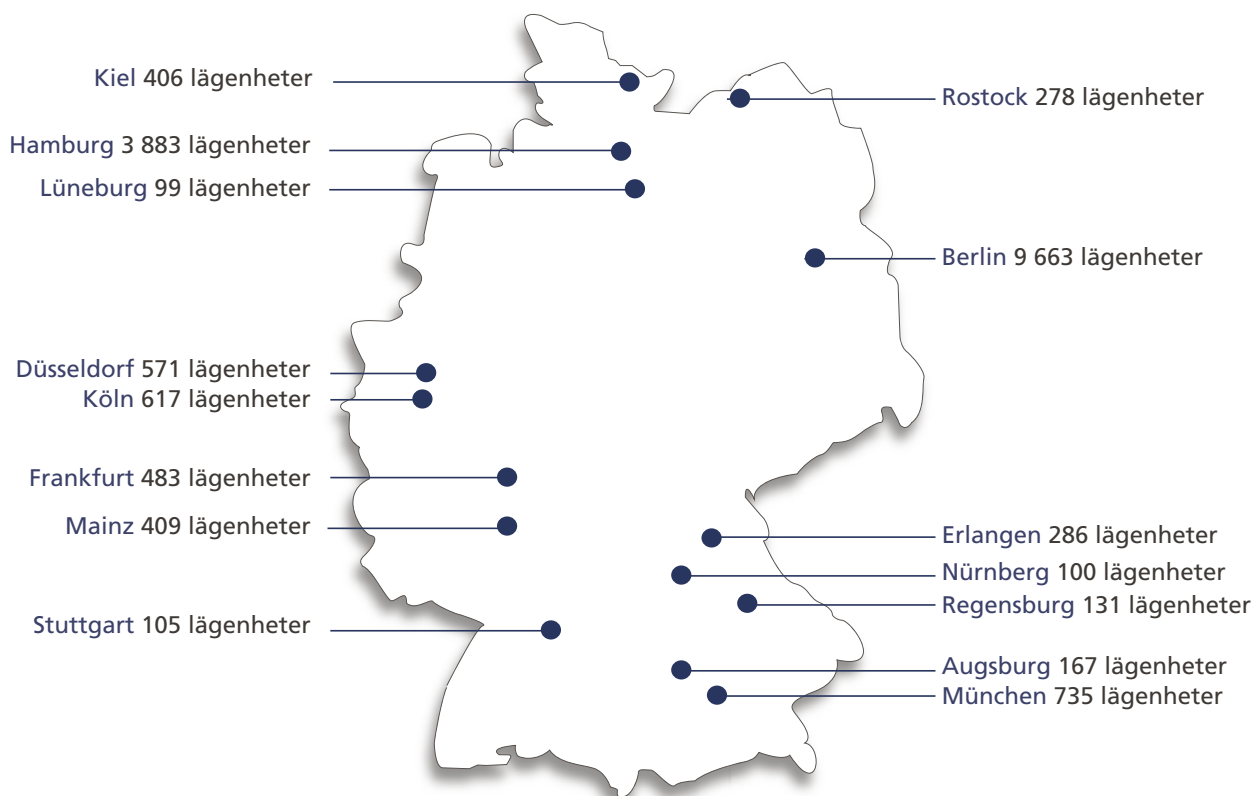 Kiel 406 lägenheter
Hamburg 3 883 lägenheter
Lüneburg 99 lägenheter
Düsseldorf 571 lägenheter
Köln 617 lägenheter
Frankfurt 483 lägenheter
Mainz 409 lägenheter
Stuttgart 105 lägenheter
Rostock 278 lägenheter
Berlin 9 663 lägenheter
Erlangen 286 lägenheter
Nürnberg 100 lägenheter
Regensburg 131 lägenheter
Augsburg 167 lägenheter
München 735 lägenheter